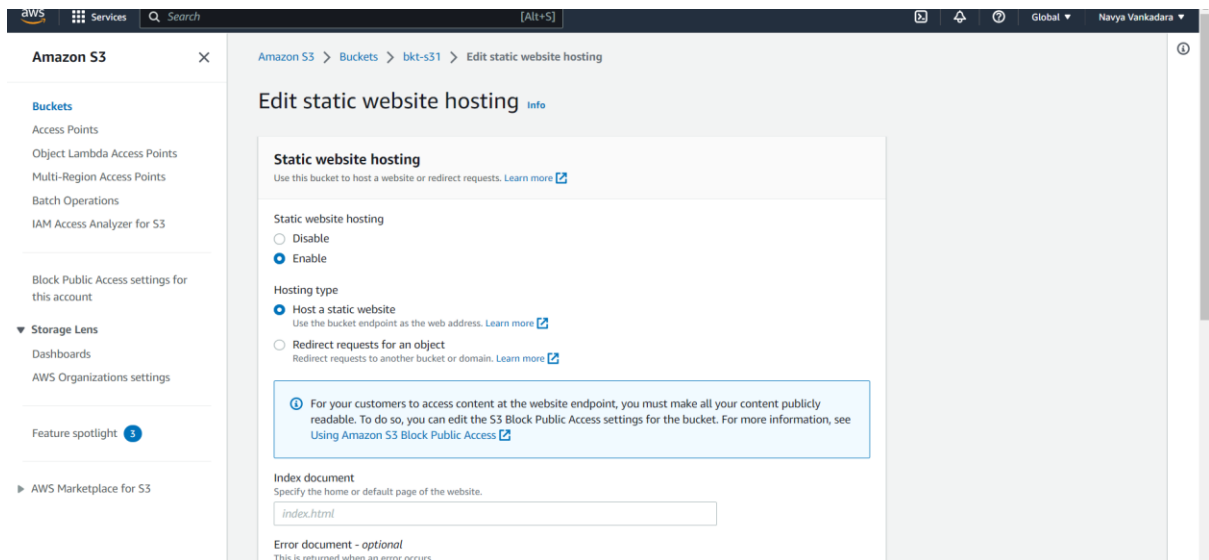 aws
Services
Search
[Alt+S]
Global
Navya Vankadara
Amazon S3
Buckets
Access Points
Object Lambda Access Points
Multi-Region Access Points
Batch Operations
IAM Access Analyzer for S3
Block Public Access settings for
this account
Storage Lens
Dashboards
AWS Organizations settings
Feature spotlight 3
AWS Marketplace for S3
Amazon S3 > Buckets > bkt-s31 > Edit static website hosting
Edit static website hosting Info
Static website hosting
Use this bucket to host a website or redirect requests. Learn more
Static website hosting
Disable
Enable
Hosting type
Host a static website
Use the bucket endpoint as the web address. Learn more
Redirect requests for an object
Redirect requests to another bucket or domain. Learn more
For your customers to access content at the website endpoint, you must make all your content publicly
readable. To do so, you can edit the S3 Block Public Access settings for the bucket. For more information, see
Using Amazon S3 Block Public Access
Index document
Specify the home or default page of the website.
index.html
Error document - optional
This is returned when an error occurs.